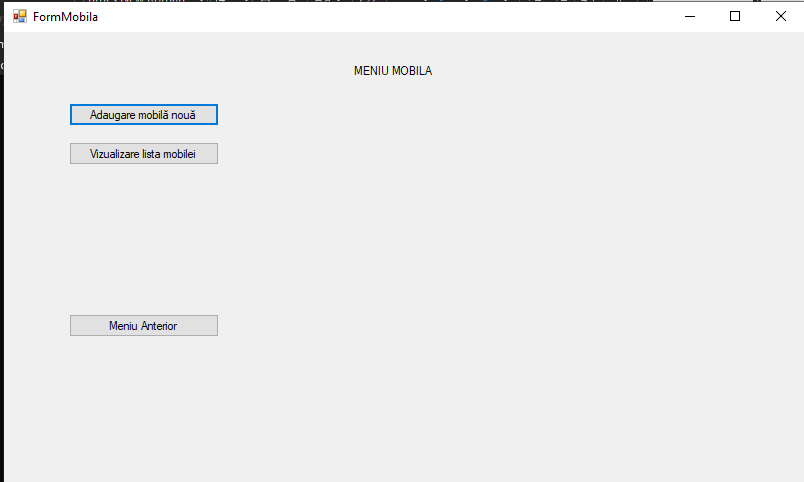 FormMobila
MENIU MOBILA
Adaugare mobilă nouă
Vizualizare lista mobilei
Meniu Anterior